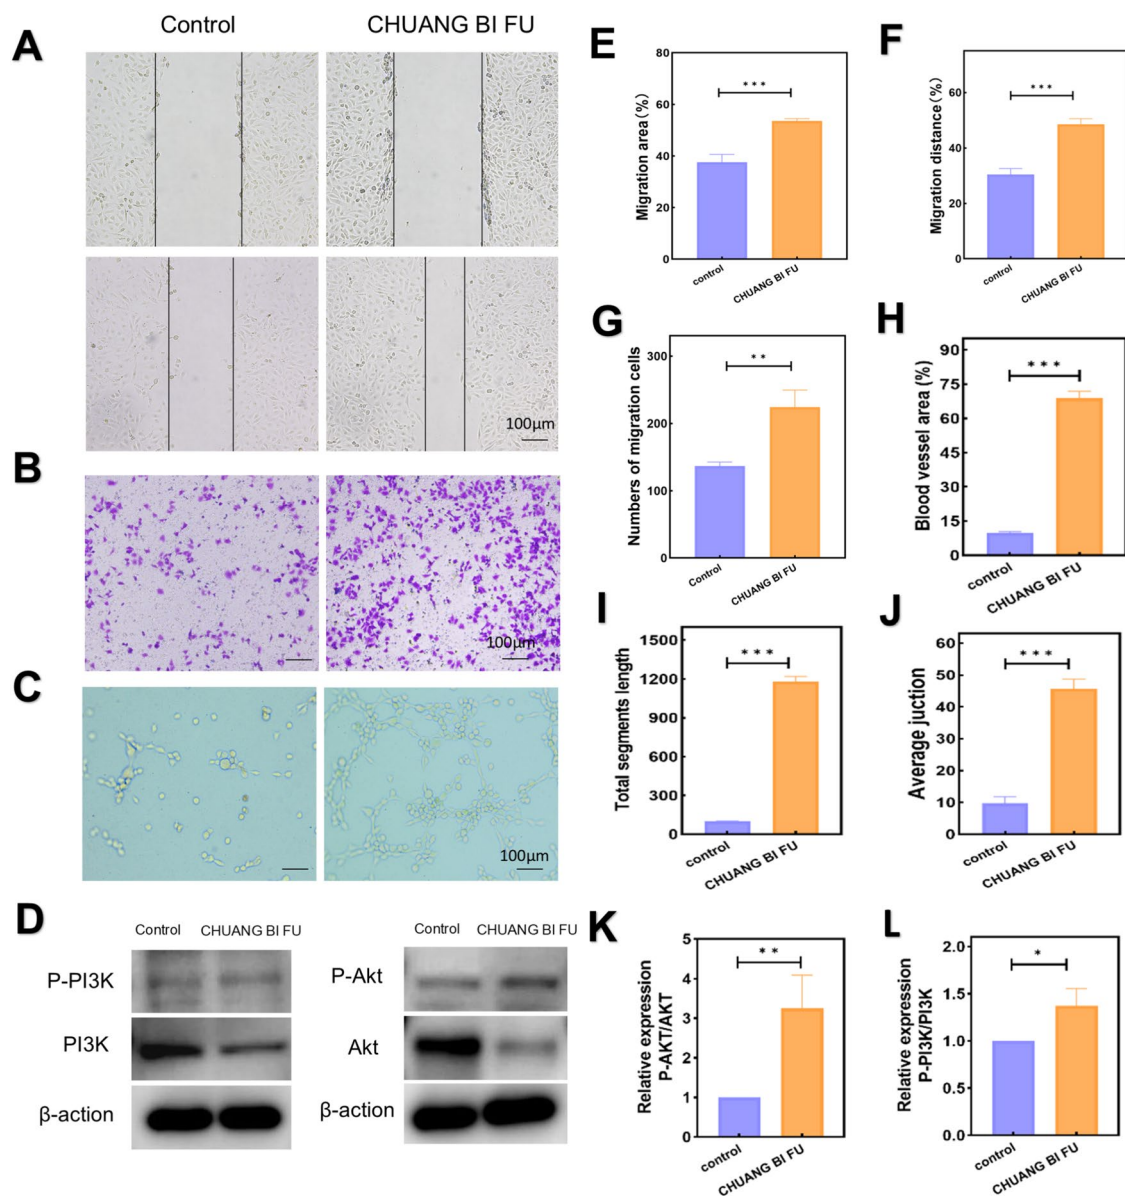 Control
CHUANG BI FU
A
100μm
B
100μm
C
100μm
D
Control
CHUANG BI FU
P-PI3K
PI3K
β-action
Control
CHUANG BI FU
P-Akt
Akt
β-action
E
Migration area (%)
80
60
40
20
0
***
control
CHUANG BI FU
F
Migration distance (%)
60
40
20
0
***
control
CHUANG BI FU
G
Numbers of migration cells
300
200
100
0
**
Control
CHUANG BI FU
H
Blood vessel area (%)
90
75
60
45
30
15
0
***
control
CHUANG BI FU
I
Total segments length
1500
1200
900
600
300
0
***
control
CHUANG BI FU
J
Average juction
60
50
40
30
20
10
0
***
control
CHUANG BI FU
K
Relative expression
P-AKT/AKT
5
4
3
2
1
0
**
control
CHUANG BI FU
L
Relative expression
P-PI3K/PI3K
2.0
1.5
1.0
0.5
0.0
*
control
CHUANG BI FU